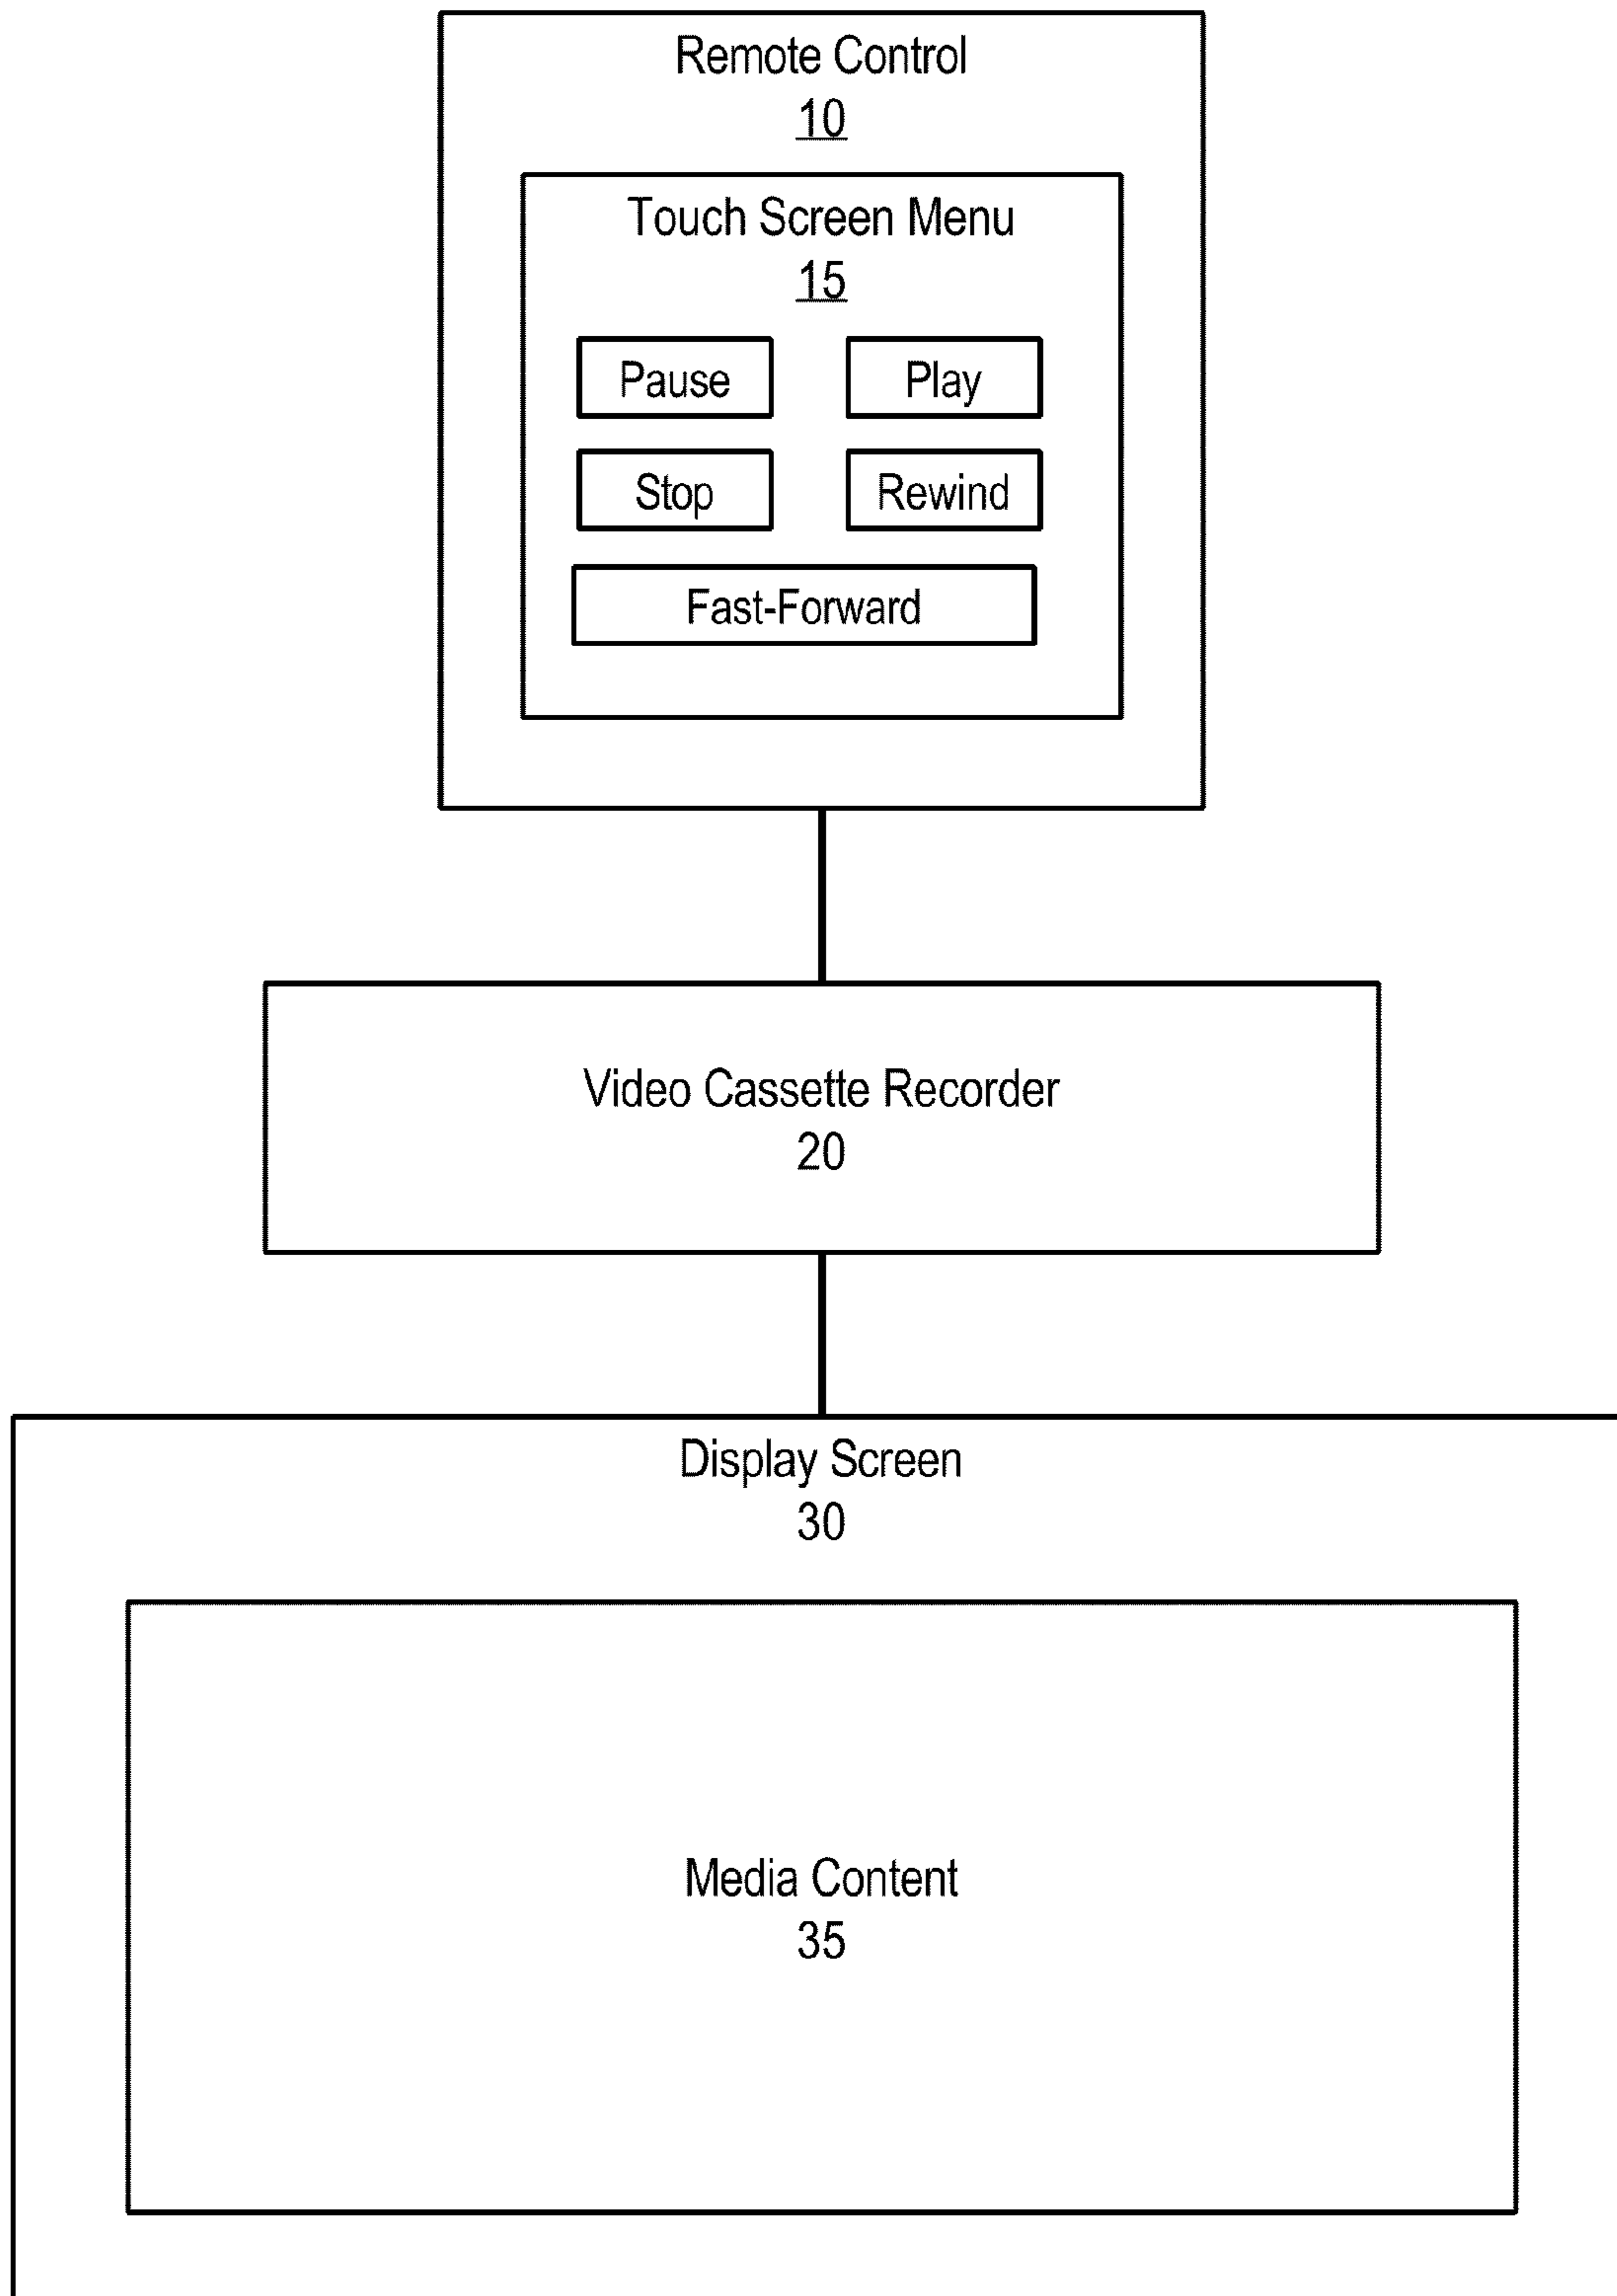 Remote Control
10
Touch Screen Menu
15
Pause
Play
Stop
Rewind
Fast-Forward
Video Cassette Recorder
20
Display Screen
30
Media Content
35